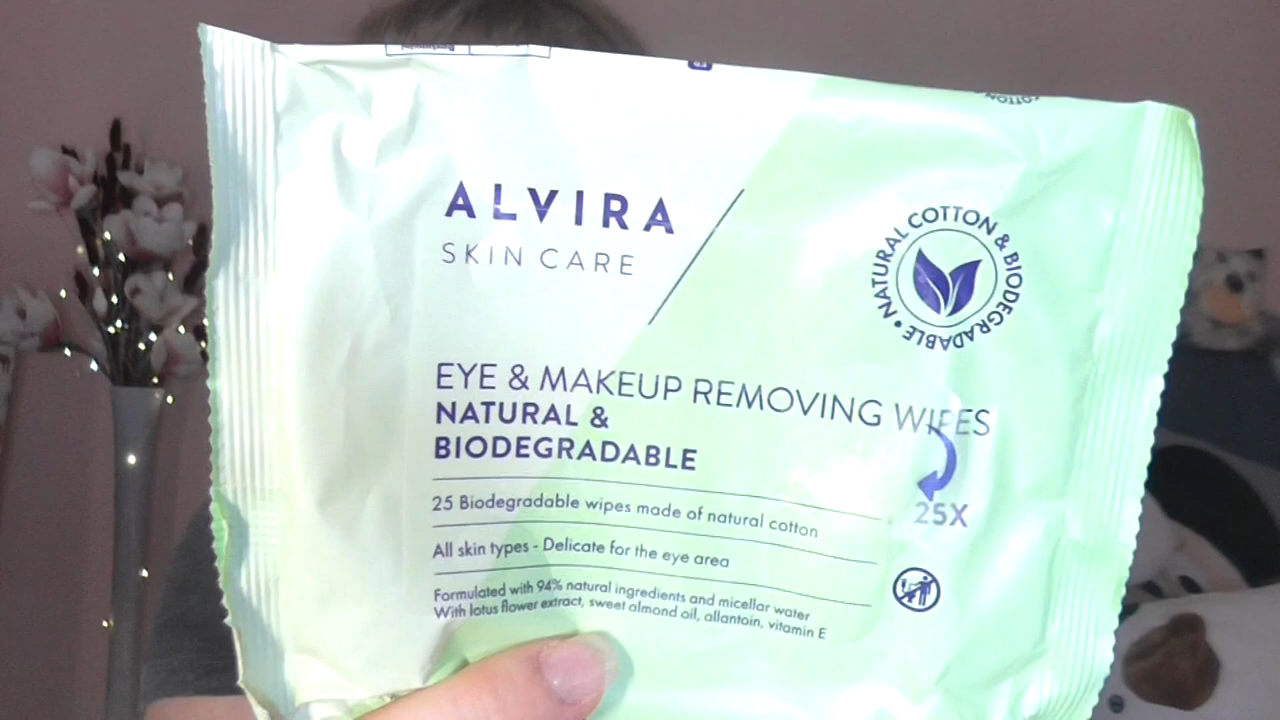 ALVIRA
SKIN CARE
NATURAL COTTON & BIODEGRADABLE •
EYE & MAKEUP REMOVING WIPES
NATURAL &
BIODEGRADABLE
25X
25 Biodegradable wipes made of natural cotton
All skin types - Delicate for the eye area
Formulated with 94% natural ingredients and micellar water
With lotus flower extract, sweet almond oil, allantoin, vitamin E